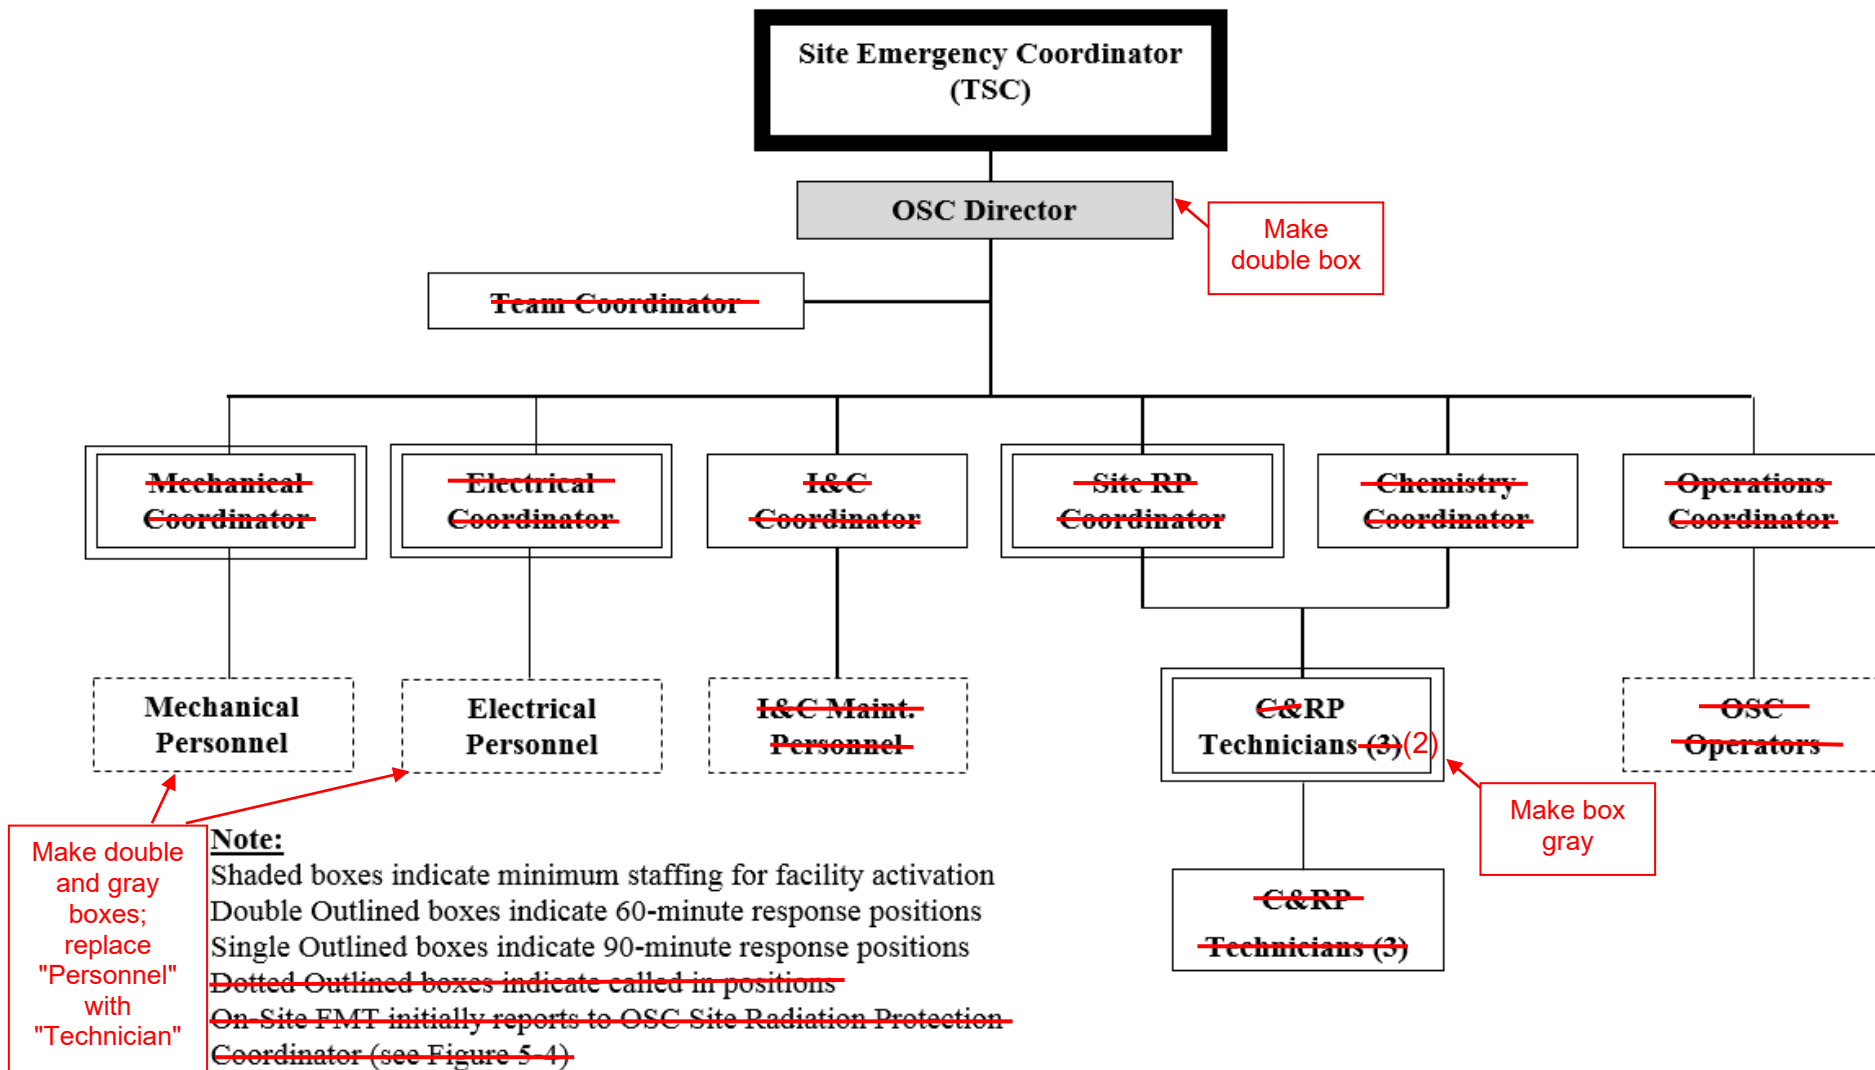 Site Emergency Coordinator
(TSC)
OSC Director
Make
double box
Team Coordinator
Mechanical
Coordinator
Electrical
Coordinator
I&C
Coordinator
Site RP
Coordinator
Chemistry
Coordinator
Operations
Coordinator
Mechanical
Personnel
Electrical
Personnel
I&C Maint.
Personnel
C&RP
Technicians (3)(2)
OSC
Operators
Make box
gray
C&RP
Technicians (3)
Make double
and gray
boxes;
replace
"Personnel"
with
"Technician"
Note:
Shaded boxes indicate minimum staffing for facility activation
Double Outlined boxes indicate 60-minute response positions
Single Outlined boxes indicate 90-minute response positions
Dotted Outlined boxes indicate called in positions
On-Site FMT initially reports to OSC Site Radiation Protection
Coordinator (see Figure 5-4)